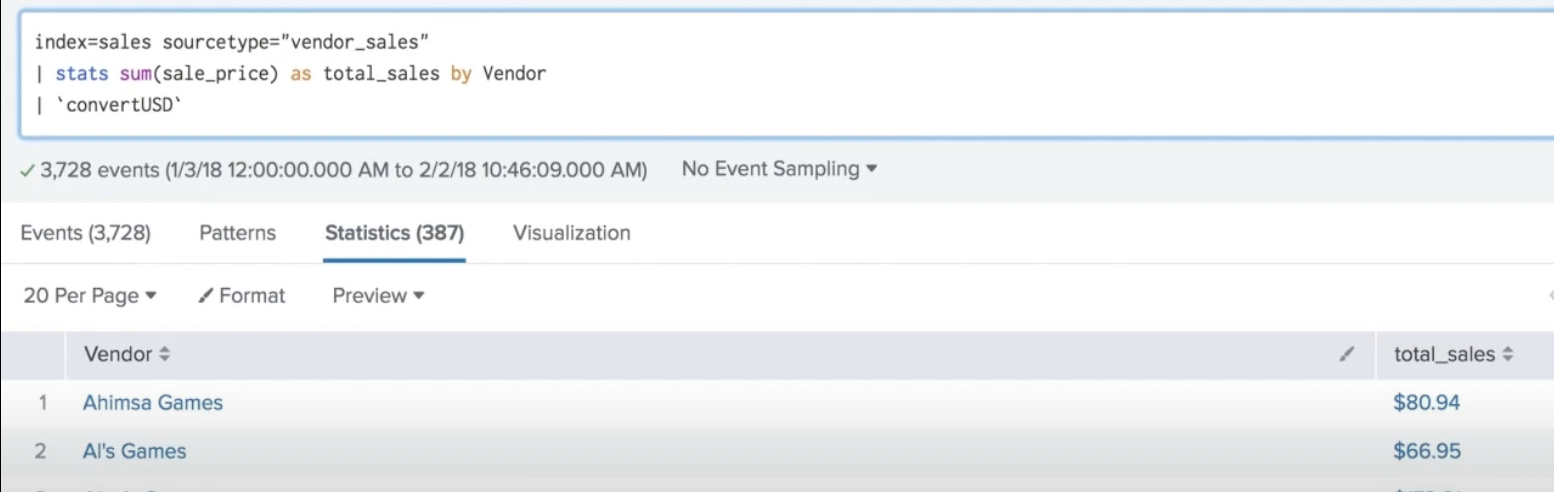 index=sales sourcetype="vendor_sales"
| stats sum(sale_price) as total_sales by Vendor
| `convertUSD`
3,728 events (1/3/18 12:00:00.000 AM to 2/2/18 10:46:09.000 AM) No Event Sampling
Events (3,728) Patterns Statistics (387) Visualization
20 Per Page Format Preview
Vendor total_sales
1 Ahimsa Games $80.94
2 Al's Games $66.95